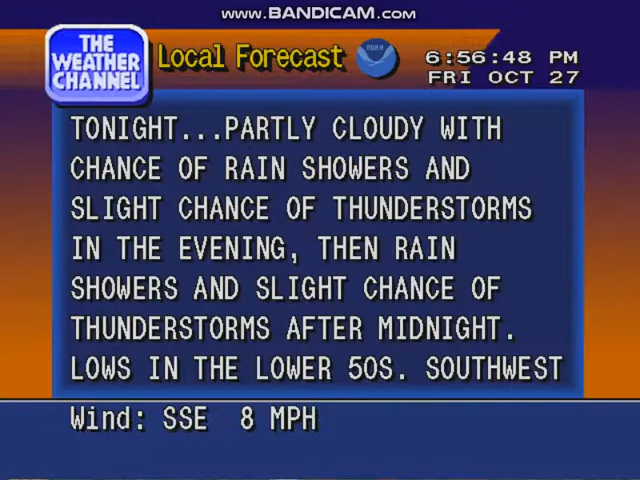 www.BANDICAM.com
THE
WEATHER
CHANNEL
Local Forecast
NOAA
6:56:48 PM
FRI OCT 27
TONIGHT...PARTLY CLOUDY WITH
CHANCE OF RAIN SHOWERS AND
SLIGHT CHANCE OF THUNDERSTORMS
IN THE EVENING, THEN RAIN
SHOWERS AND SLIGHT CHANCE OF
THUNDERSTORMS AFTER MIDNIGHT.
LOWS IN THE LOWER 50S. SOUTHWEST
Wind: SSE 8 MPH